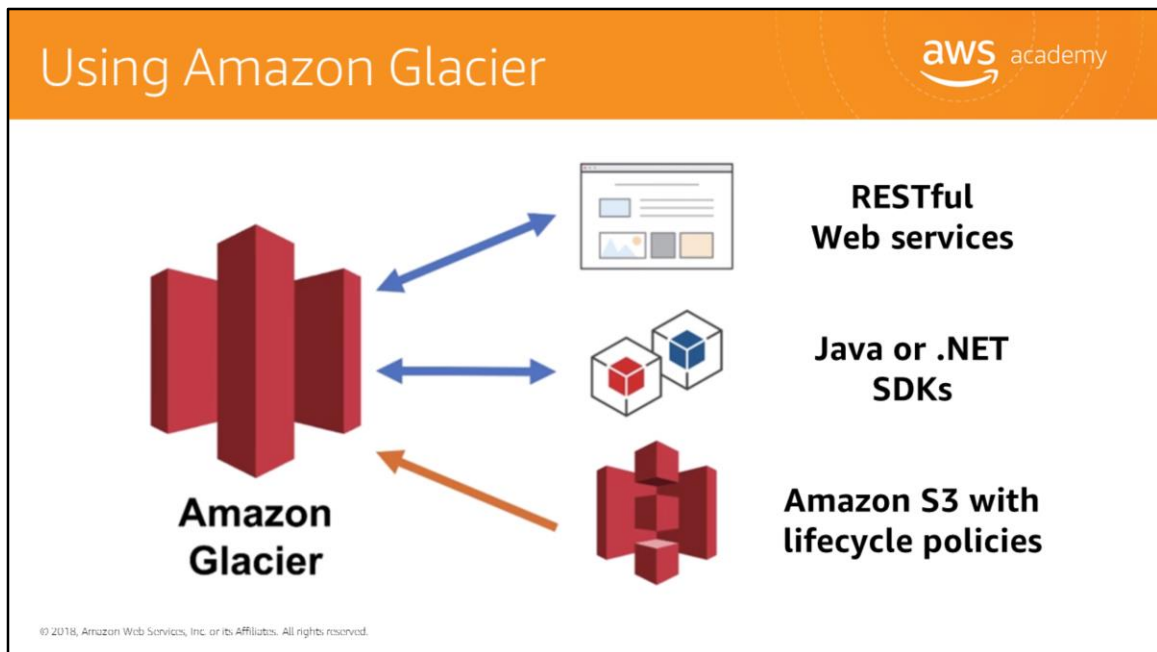 Using Amazon Glacier
aws academy
RESTful
Web services
Java or .NET
SDKs
Amazon S3 with
lifecycle policies
Amazon
Glacier
© 2018, Amazon Web Services, Inc. or its Affiliates. All rights reserved.